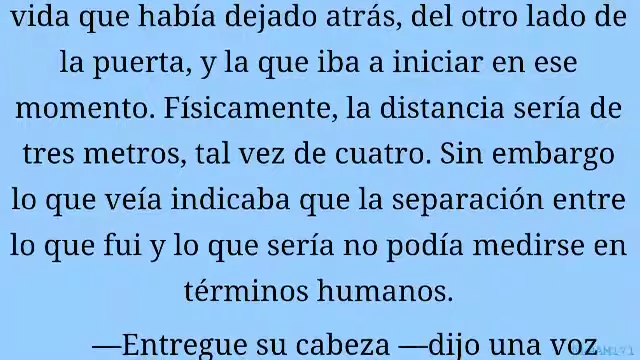 vida que había dejado atrás, del otro lado de
la puerta, y la que iba a iniciar en ese
momento. Físicamente, la distancia sería de
tres metros, tal vez de cuatro. Sin embargo
lo que veía indicaba que la separación entre
lo que fui y lo que sería no podía medirse en
términos humanos.
—Entregue su cabeza —dijo una voz